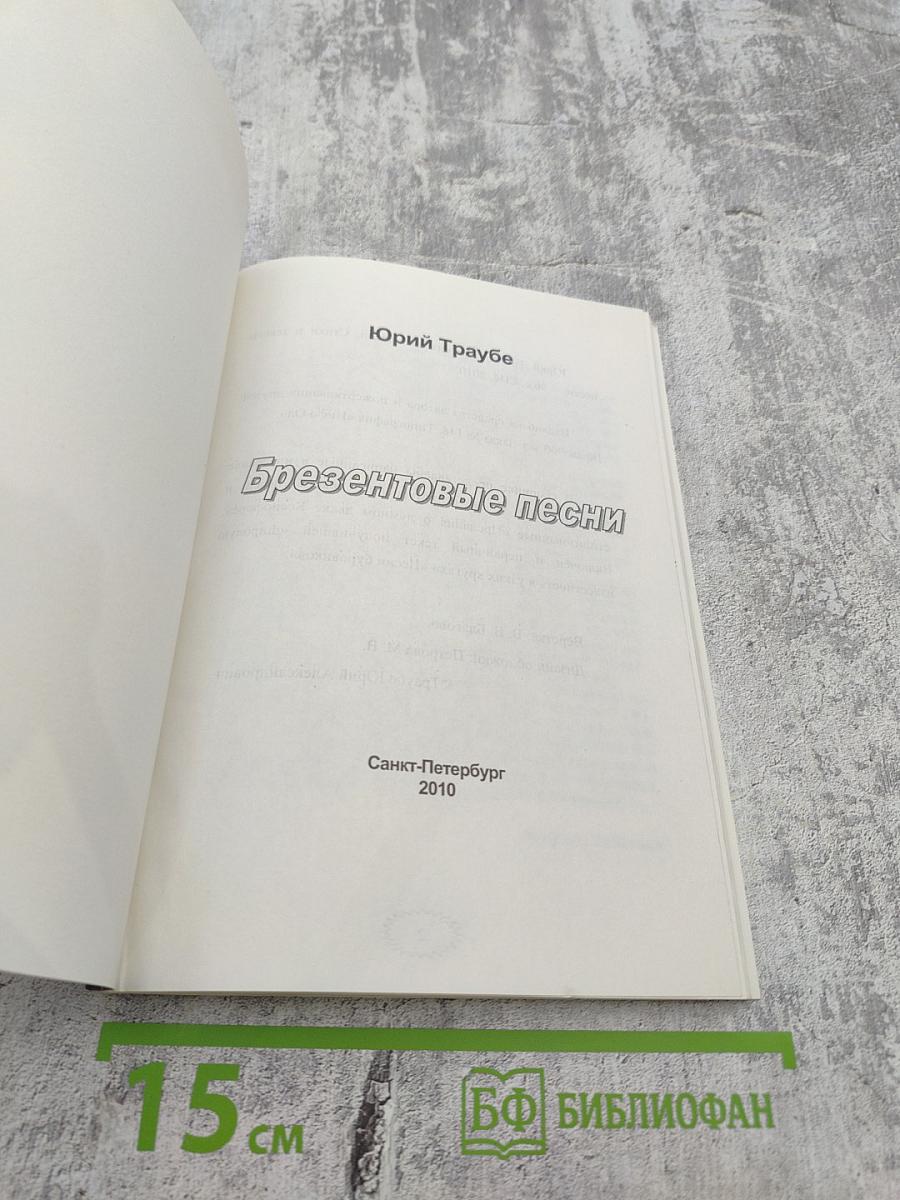 Юрий Траубе
Брезентовые песни
Санкт-Петербург
2010
15 см
БФ БИБЛИОФАН